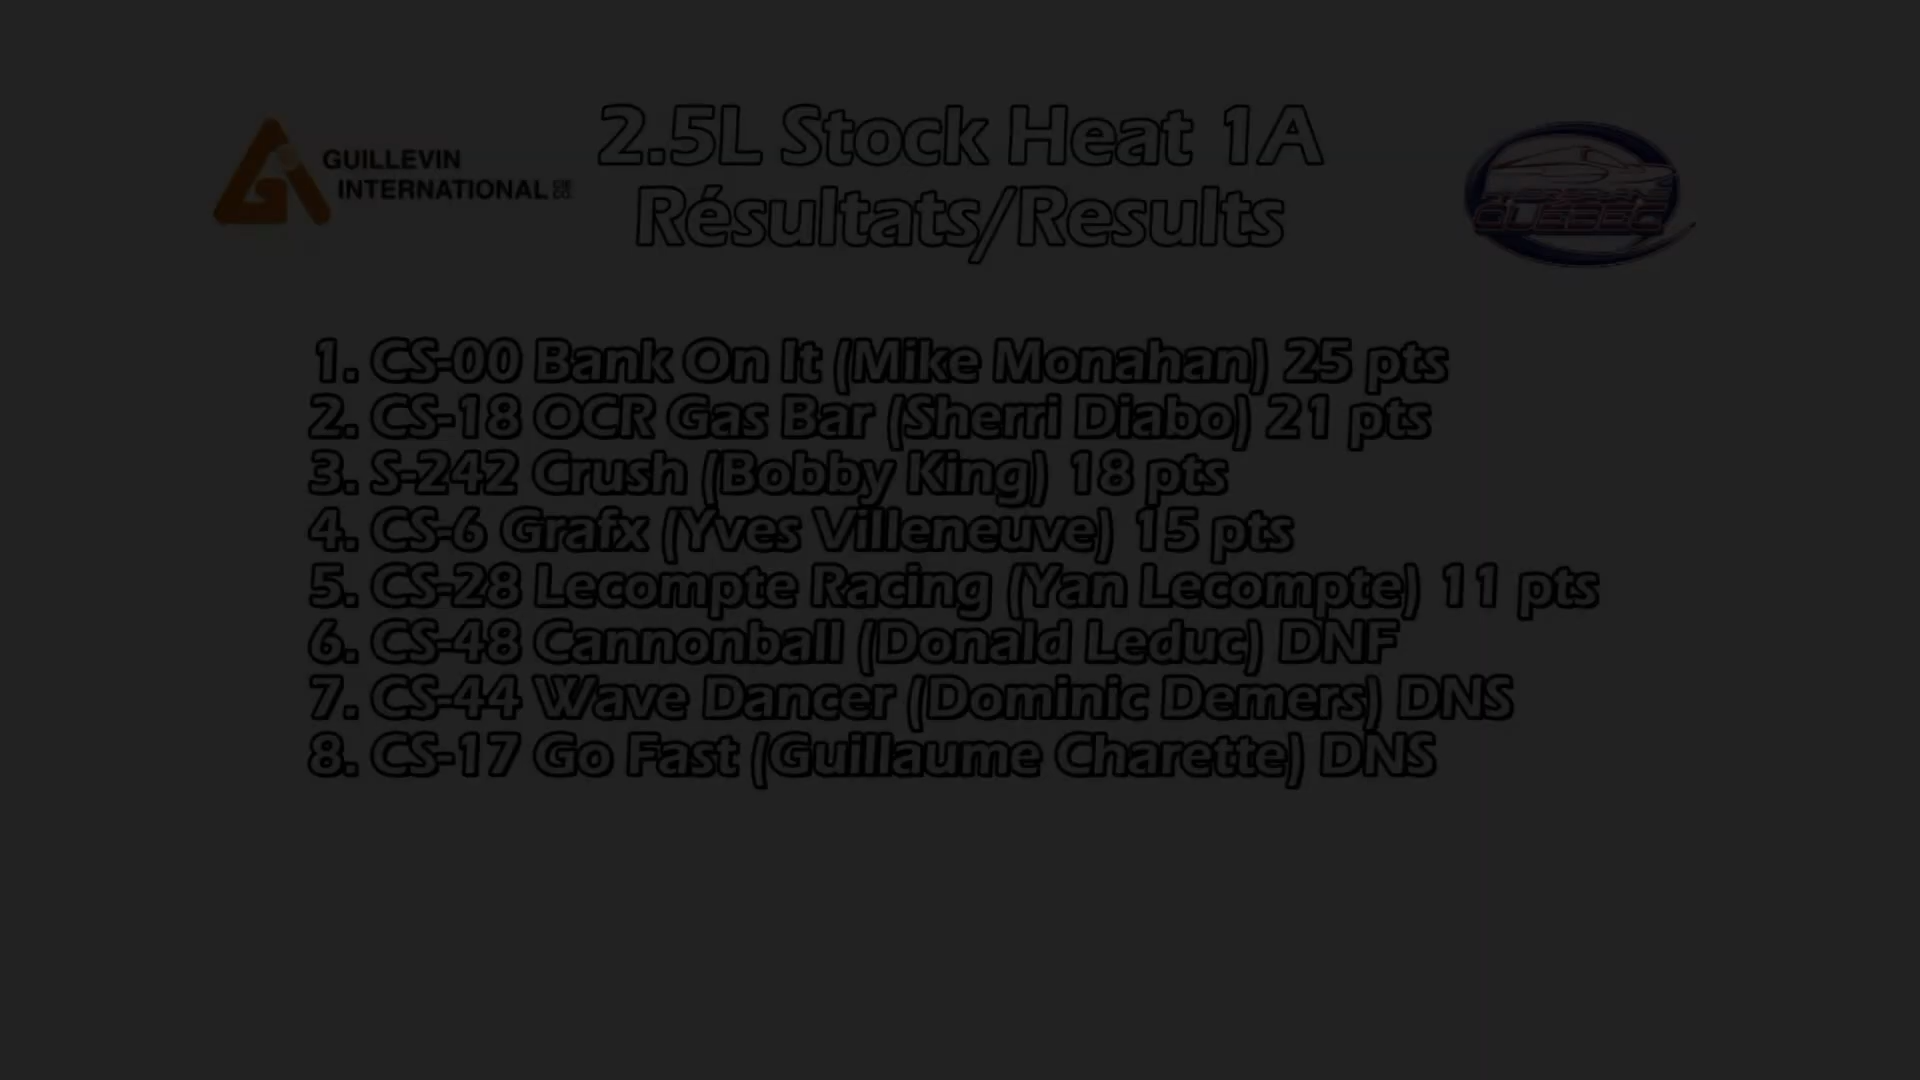 2.5L Stock Heat 1A
Résultats/Results
GUILLEVIN
INTERNATIONAL
QUEBEC
1. CS-00 Bank On It (Mike Monahan) 25 pts
2. CS-18 OCR Gas Bar (Sherri Diabo) 21 pts
3. S-242 Crush (Bobby King) 18 pts
4. CS-6 Grafx (Yves Villeneuve) 15 pts
5. CS-28 Lecompte Racing (Yan Lecompte) 11 pts
6. CS-48 Cannonball (Donald Leduc) DNF
7. CS-44 Wave Dancer (Dominic Demers) DNS
8. CS-17 Go Fast (Guillaume Charette) DNS